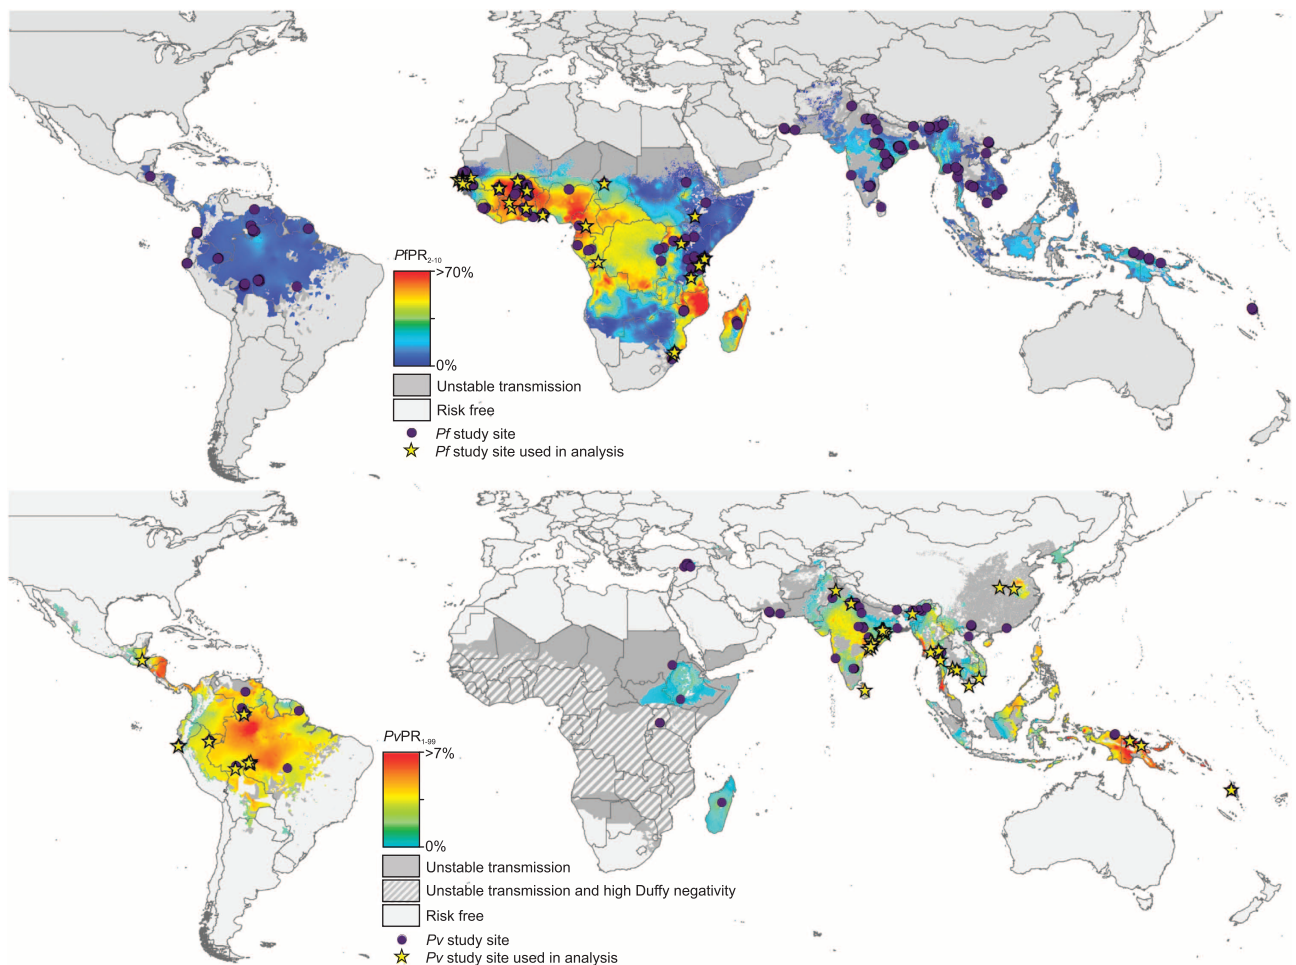 PfPR2-10
>70%
0%
Unstable transmission
Risk free
Pf study site
Pf study site used in analysis
PvPR1-99
>7%
0%
Unstable transmission
Unstable transmission and high Duffy negativity
Risk free
Pv study site
Pv study site used in analysis